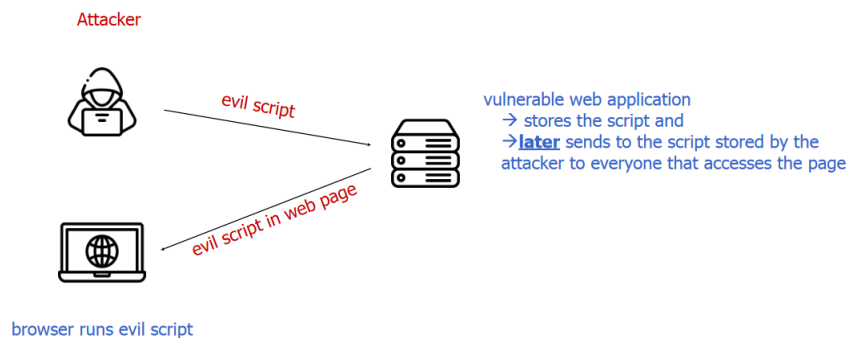 Attacker
evil script
vulnerable web application
→ stores the script and
→later sends to the script stored by the
attacker to everyone that accesses the page
evil script in web page
browser runs evil script